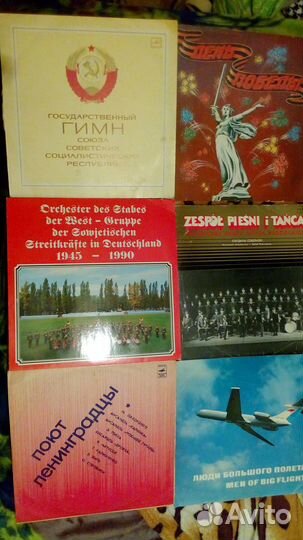 ГОСУДАРСТВЕННЫЙ
ГИМН
СОЮЗА
СОВЕТСКИХ
СОЦИАЛИСТИЧЕСКИХ
РЕСПУБЛИК
ДЕНЬ
ПОБЕДЫ
Orchester des Stabes
der West - Gruppe
der Sowjetischen
Streitkräfte in Deutschland
1945 - 1990
ZESPÓŁ PIEŚNI i TAŃCA
ПОЮТ
ЛЕНИНГРАДЦЫ
ЛЮДИ БОЛЬШОГО ПОЛЕТА
MEN OF BIG FLIGHT
Avito